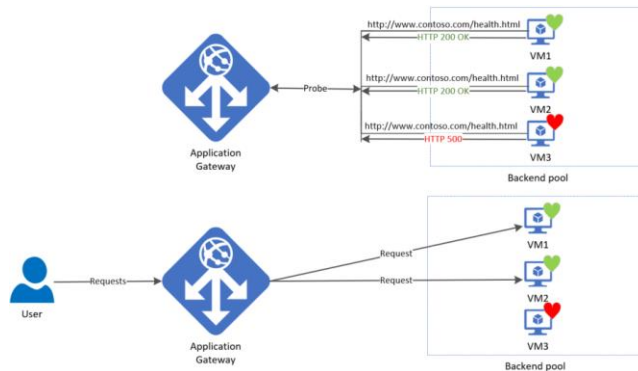 http://www.contoso.com/health.html
HTTP 200 OK
VM1
http://www.contoso.com/health.html
Probe
HTTP 200 OK
VM2
http://www.contoso.com/health.html
HTTP 500
VM3
Application
Gateway
Backend pool
VM1
Request
Requests
Request
VM2
User
VM3
Application
Gateway
Backend pool